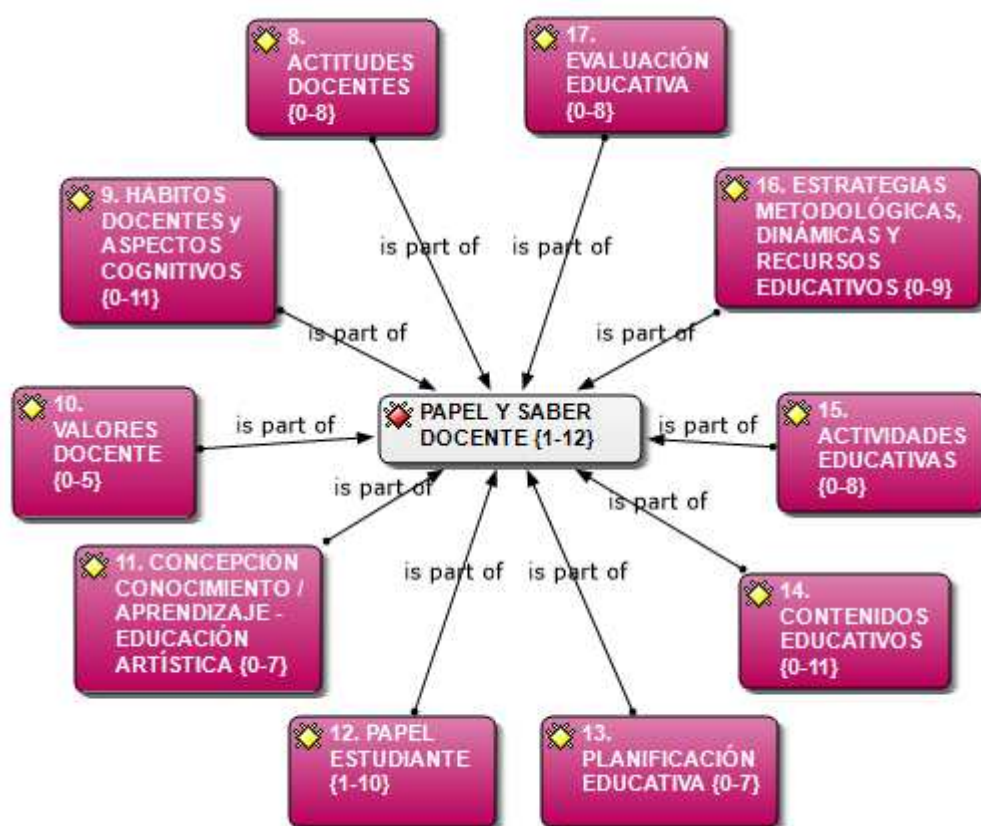 8.
ACTITUDES
DOCENTES
{0-8}
17.
EVALUACIÓN
EDUCATIVA
{0-8}
9. HÁBITOS
DOCENTES y
ASPECTOS
COGNITIVOS
{0-11}
16. ESTRATEGIAS
METODOLÓGICAS,
DINÁMICAS Y
RECURSOS
EDUCATIVOS {0-9}
is part of
is part of
is part of
is part of
10.
VALORES
DOCENTE
{0-5}
is part of
PAPEL Y SABER
DOCENTE {1-12}
is part of
15.
ACTIVIDADES
EDUCATIVAS
{0-8}
is part of
is part of
11. CONCEPCIÓN
CONOCIMIENTO /
APRENDIZAJE -
EDUCACIÓN
ARTÍSTICA {0-7}
is part of
is part of
14.
CONTENIDOS
EDUCATIVOS
{0-11}
12. PAPEL
ESTUDIANTE
{1-10}
13.
PLANIFICACIÓN
EDUCATIVA {0-7}